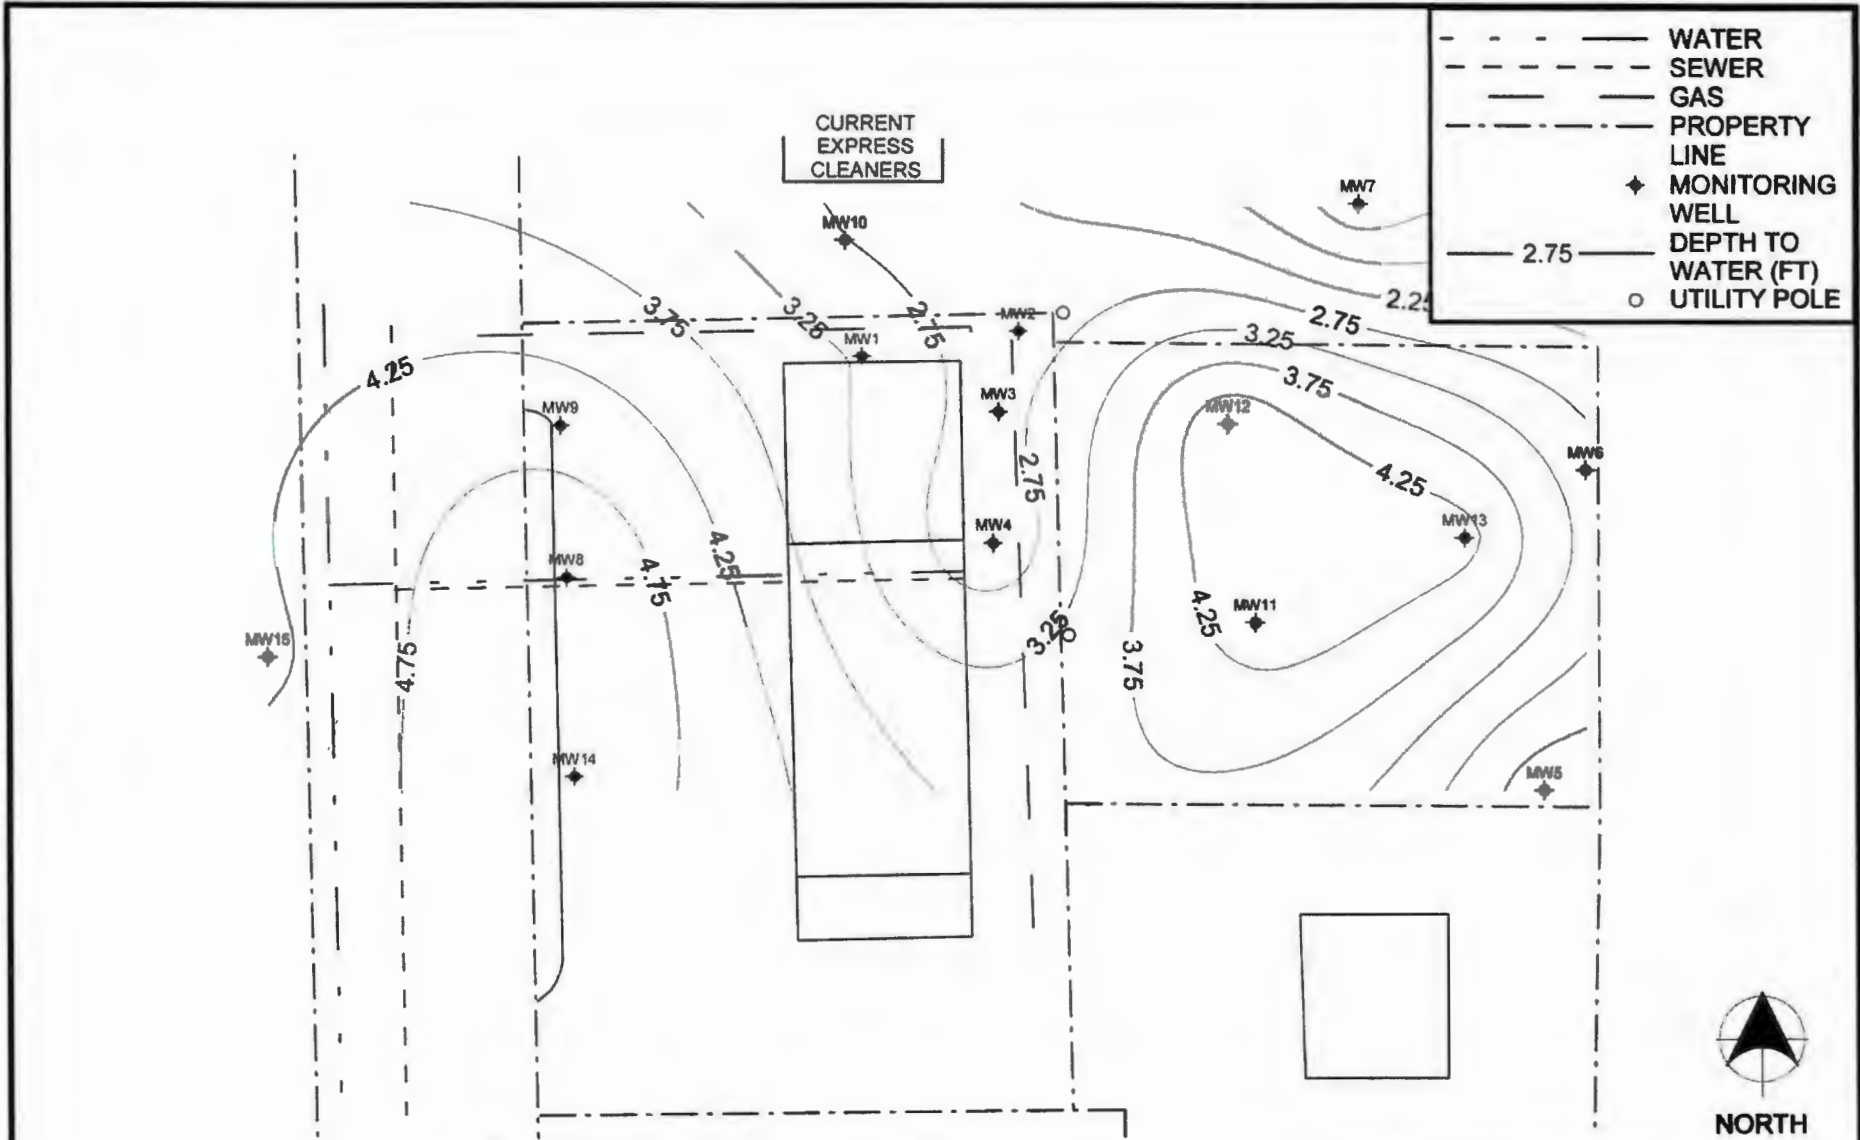 WATER
SEWER
GAS
PROPERTY
LINE
MONITORING
WELL
2.75 DEPTH TO
WATER (FT)
UTILITY POLE
CURRENT
EXPRESS
CLEANERS
MW7
MW10
3.75
3.25
2.75
MW2
2.25
2.75
3.25
MW1
4.25
3.75
MW9
MW3
MW12
MW6
2.75
4.25
MW4
MW13
4.25
MW8
4.75
4.25
MW11
MW15
3.25
4.75
3.75
MW14
MW5
NORTH